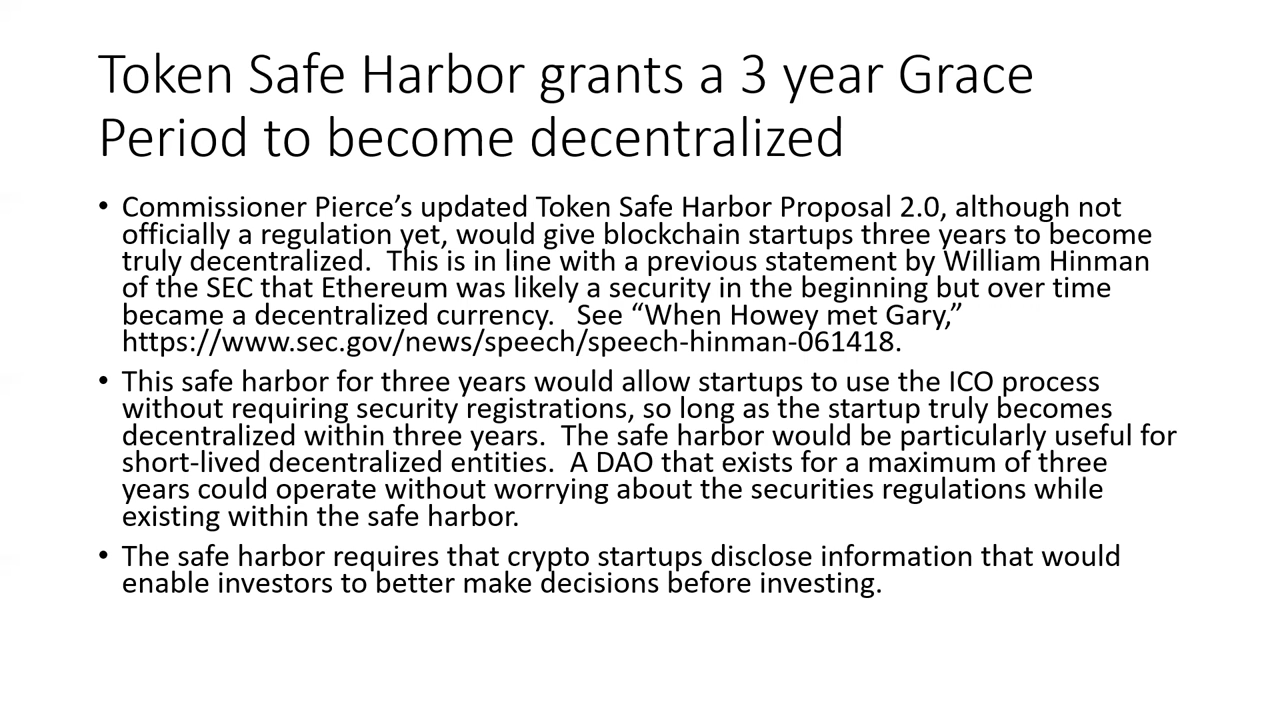 Token Safe Harbor grants a 3 year Grace
Period to become decentralized
• Commissioner Pierce’s updated Token Safe Harbor Proposal 2.0, although not
officially a regulation yet, would give blockchain startups three years to become
truly decentralized.  This is in line with a previous statement by William Hinman
of the SEC that Ethereum was likely a security in the beginning but over time
became a decentralized currency.   See “When Howey met Gary,”
https://www.sec.gov/news/speech/speech-hinman-061418.
• This safe harbor for three years would allow startups to use the ICO process
without requiring security registrations, so long as the startup truly becomes
decentralized within three years.  The safe harbor would be particularly useful for
short-lived decentralized entities.  A DAO that exists for a maximum of three
years could operate without worrying about the securities regulations while
existing within the safe harbor.
• The safe harbor requires that crypto startups disclose information that would
enable investors to better make decisions before investing.